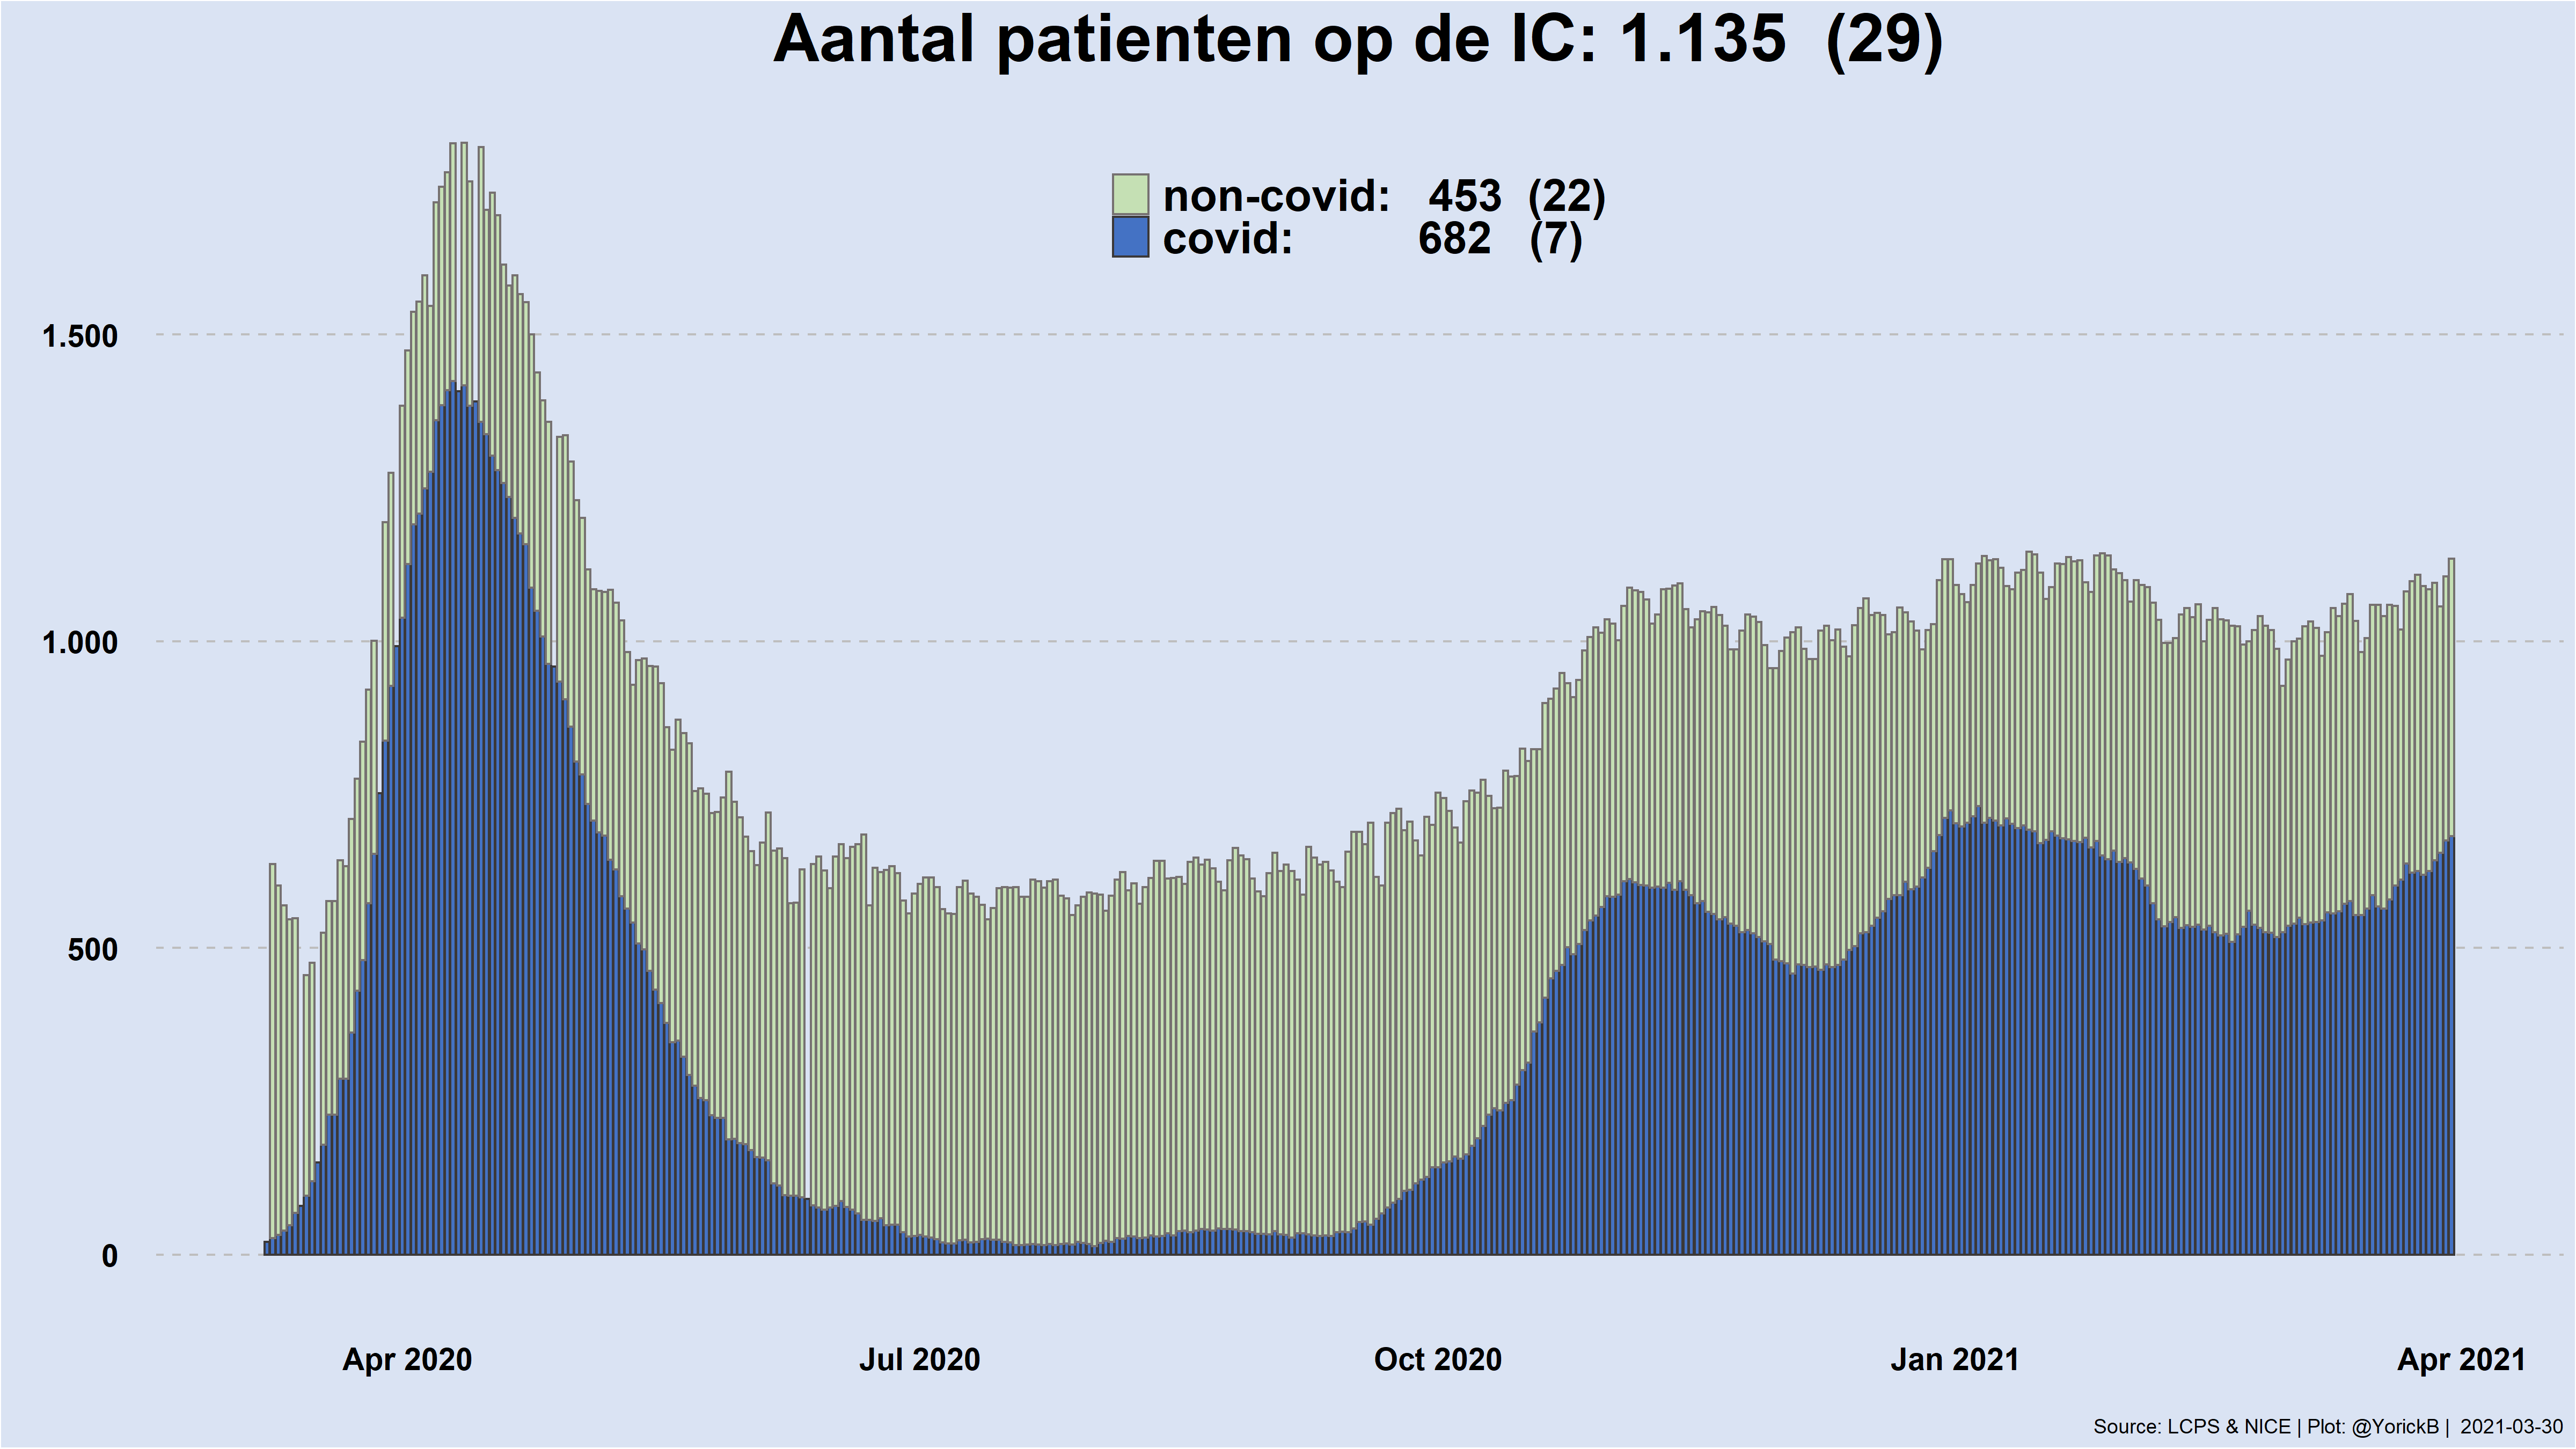 Aantal patienten op de IC: 1.135 (29)
non-covid: 453 (22)
covid: 682 (7)
1.500
1.000
500
0
Apr 2020 Jul 2020 Oct 2020 Jan 2021 Apr 2021
Source: LCPS & NICE | Plot: @YorickB | 2021-03-30